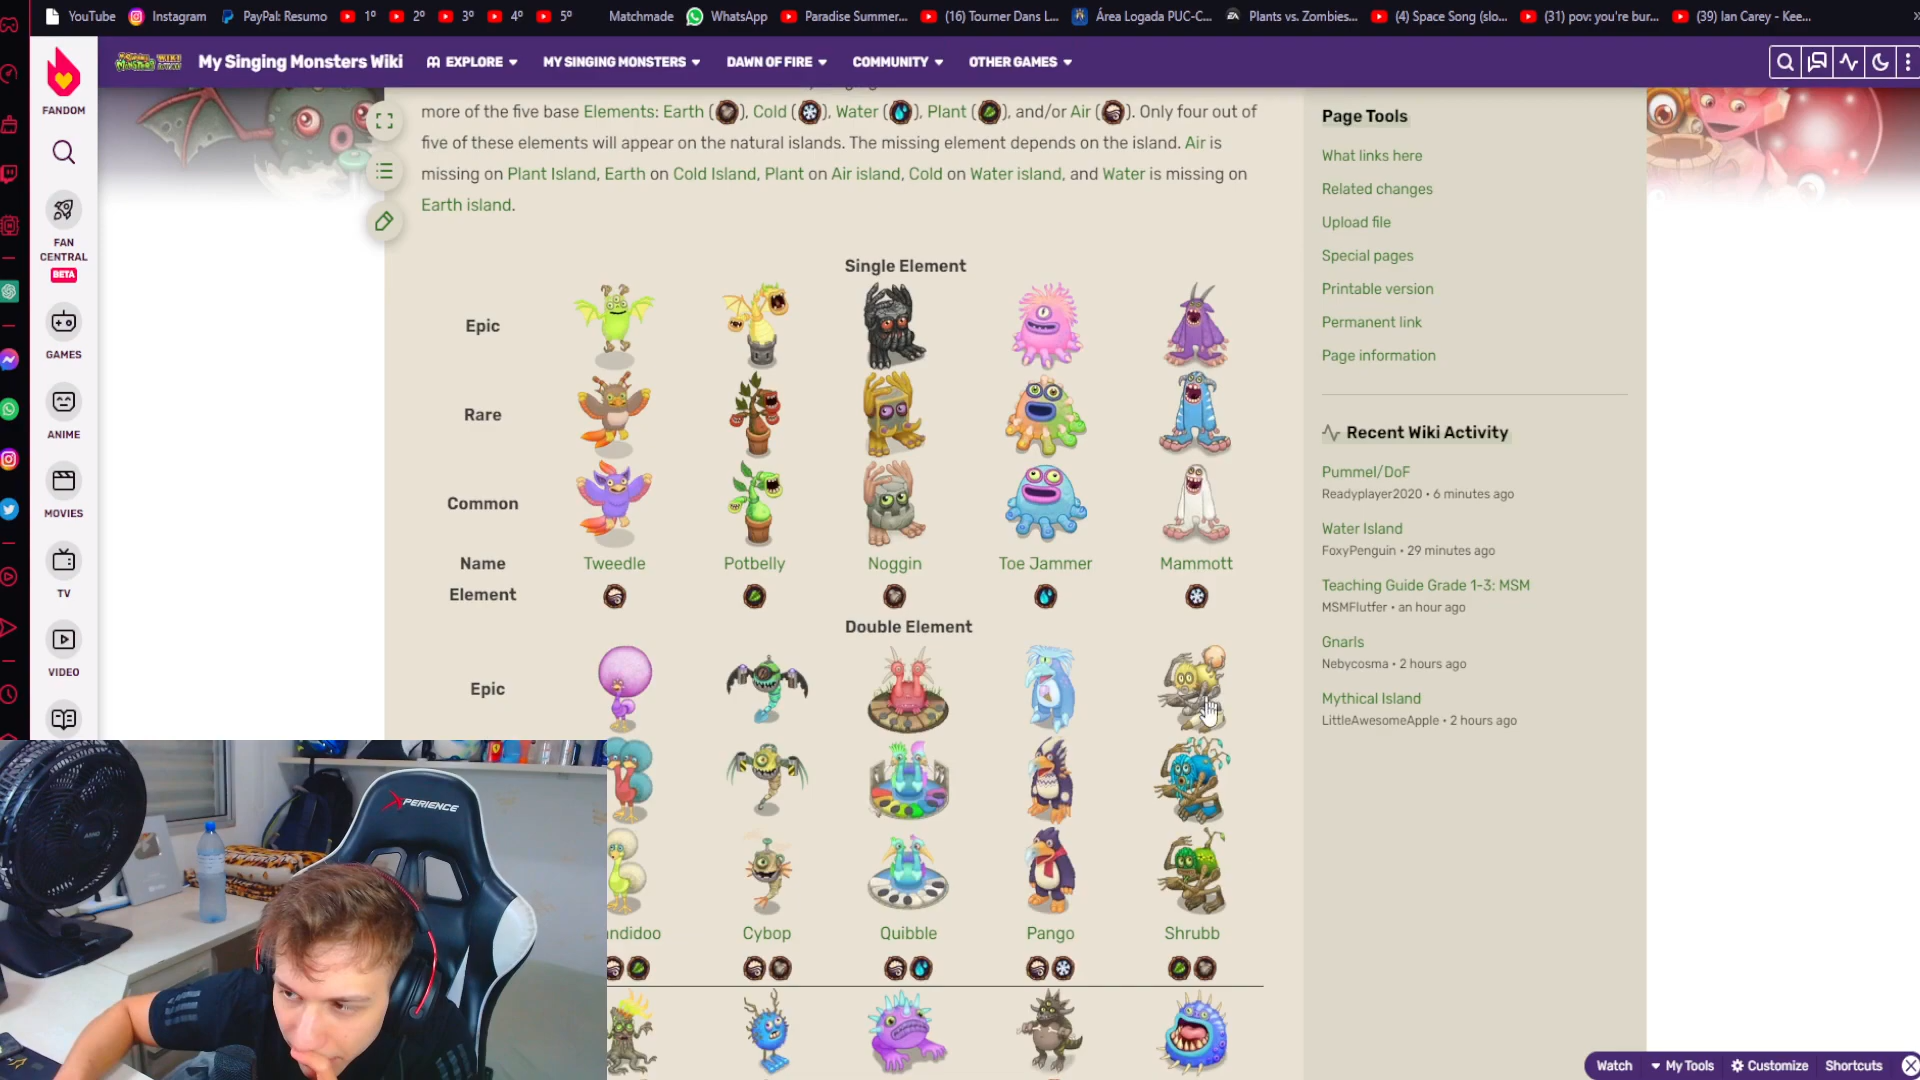 YouTube Instagram PayPal: Resumo 1º 2º 3º 4º 5º Matchmade WhatsApp Paradise Summer... (16) Tourner Dans L... Área Logada PUC-C... Plants vs. Zombies... (4) Space Song (slo... (31) pov: you're bur... (39) Ian Carey - Kee...
My Singing Monsters Wiki EXPLORE MY SINGING MONSTERS DAWN OF FIRE COMMUNITY OTHER GAMES
FANDOM
FAN CENTRAL
BETA
GAMES
ANIME
MOVIES
TV
VIDEO
more of the five base Elements: Earth ( ), Cold ( ), Water ( ), Plant ( ), and/or Air ( ). Only four out of
five of these elements will appear on the natural islands. The missing element depends on the island. Air is
missing on Plant Island, Earth on Cold Island, Plant on Air island, Cold on Water island, and Water is missing on
Earth island.
Single Element
Epic
Rare
Common
Name Tweedle Potbelly Noggin Toe Jammer Mammott
Element
Double Element
Epic
ndidoo Cybop Quibble Pango Shrubb
Page Tools
What links here
Related changes
Upload file
Special pages
Printable version
Permanent link
Page information
Recent Wiki Activity
Pummel/DoF
Readyplayer2020 • 6 minutes ago
Water Island
FoxyPenguin • 29 minutes ago
Teaching Guide Grade 1-3: MSM
MSMFlutfer • an hour ago
Gnarls
Nebycosma • 2 hours ago
Mythical Island
LittleAwesomeApple • 2 hours ago
XPERIENCE
Watch My Tools Customize Shortcuts